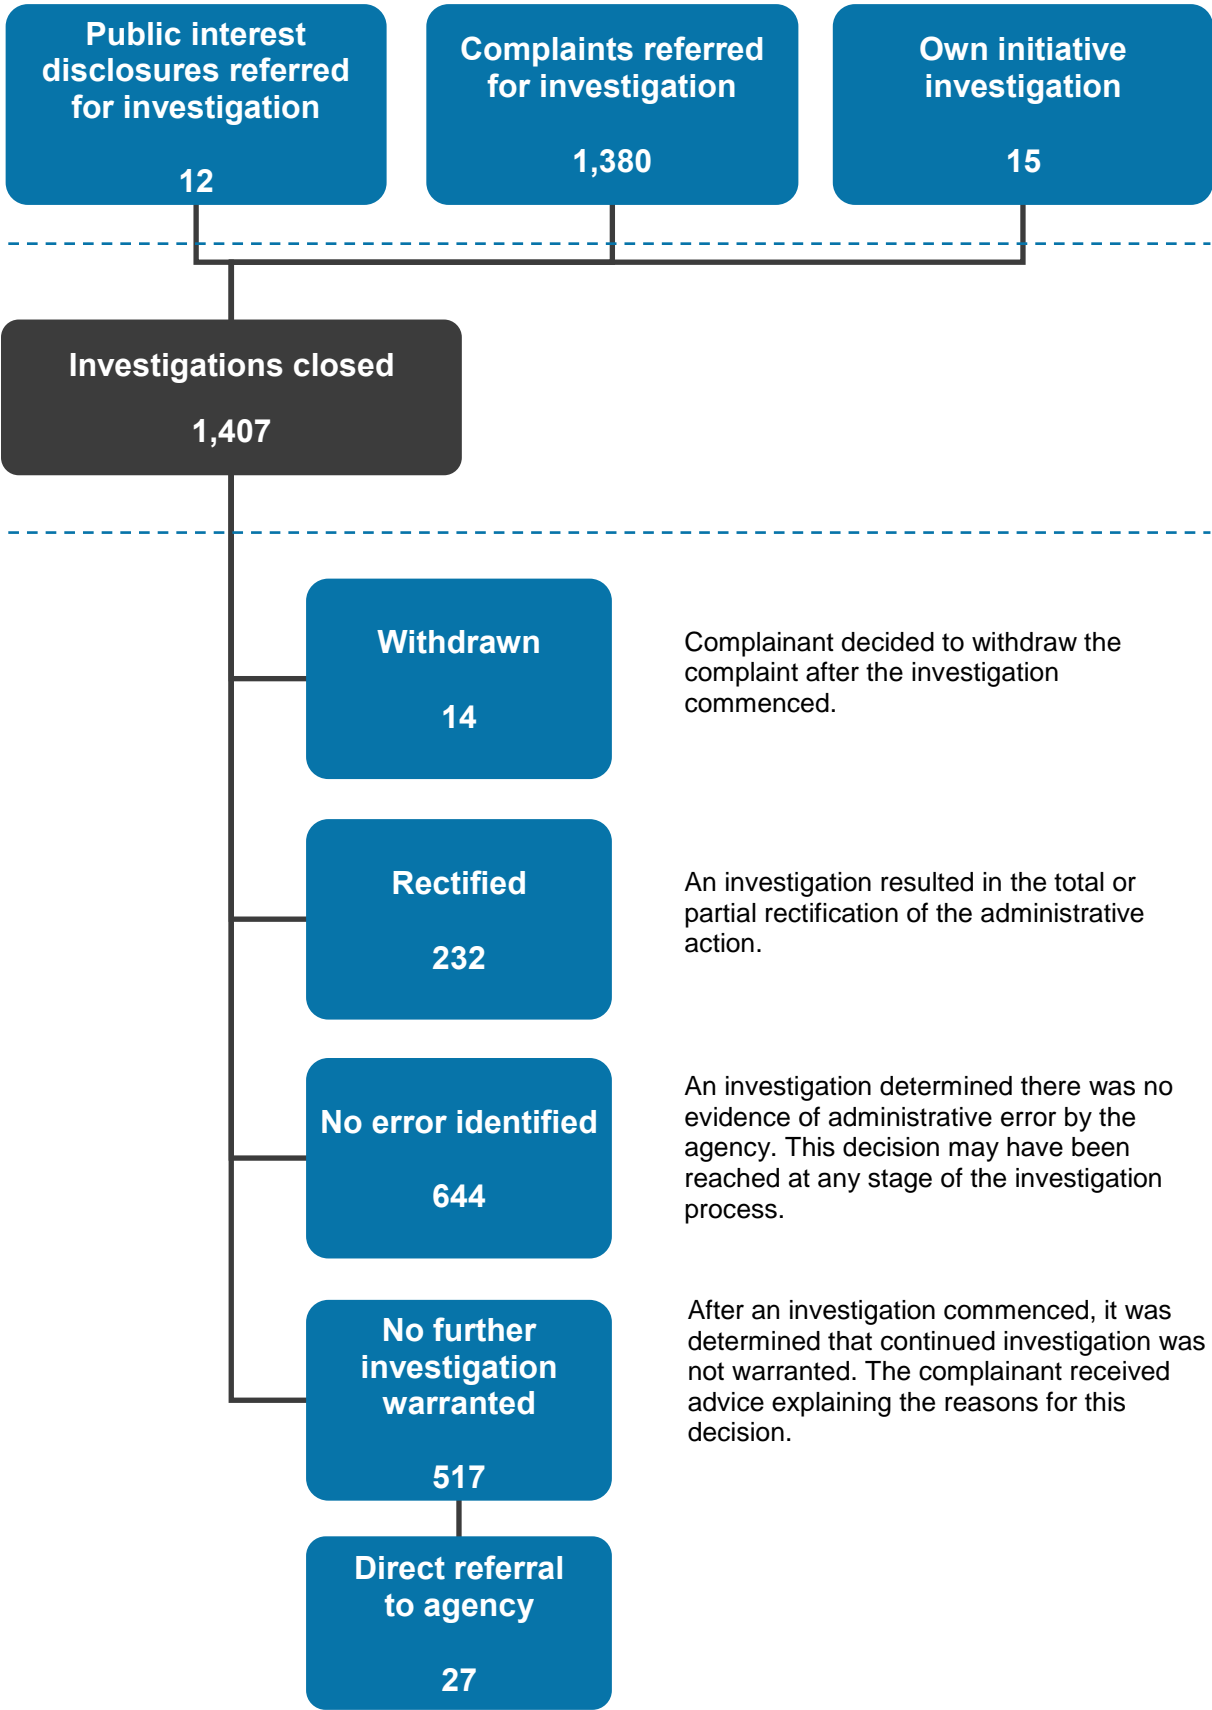 Public interest
disclosures referred
for investigation
12
Complaints referred
for investigation
1,380
Own initiative
investigation
15
Investigations closed
1,407
Withdrawn
14
Complainant decided to withdraw the
complaint after the investigation
commenced.
Rectified
232
An investigation resulted in the total or
partial rectification of the administrative
action.
No error identified
644
An investigation determined there was no
evidence of administrative error by the
agency. This decision may have been
reached at any stage of the investigation
process.
No further
investigation
warranted
517
After an investigation commenced, it was
determined that continued investigation was
not warranted. The complainant received
advice explaining the reasons for this
decision.
Direct referral
to agency
27